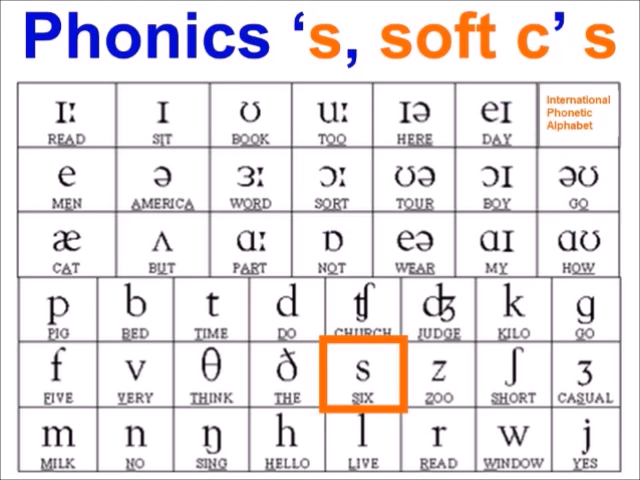 Phonics ‘s, soft c’ s
ɪː ɪ ʊ uː ɪə eɪ International Phonetic Alphabet
READ SIT BOOK TOO HERE DAY
e ə ɜː ɔː ʊə ɔɪ əʊ
MEN AMERICA WORD SORT TOUR BOY GO
æ ʌ ɑː ɒ eə ɑɪ ɑʊ
CAT BUT PART NOT WEAR MY HOW
p b t d ʧ ʤ k g
PIG BED TIME DO CHURCH JUDGE KILO GO
f v θ ð s z ʃ ʒ
FIVE VERY THINK THE SIX ZOO SHORT CASUAL
m n ŋ h l r w j
MILK NO SING HELLO LIVE READ WINDOW YES